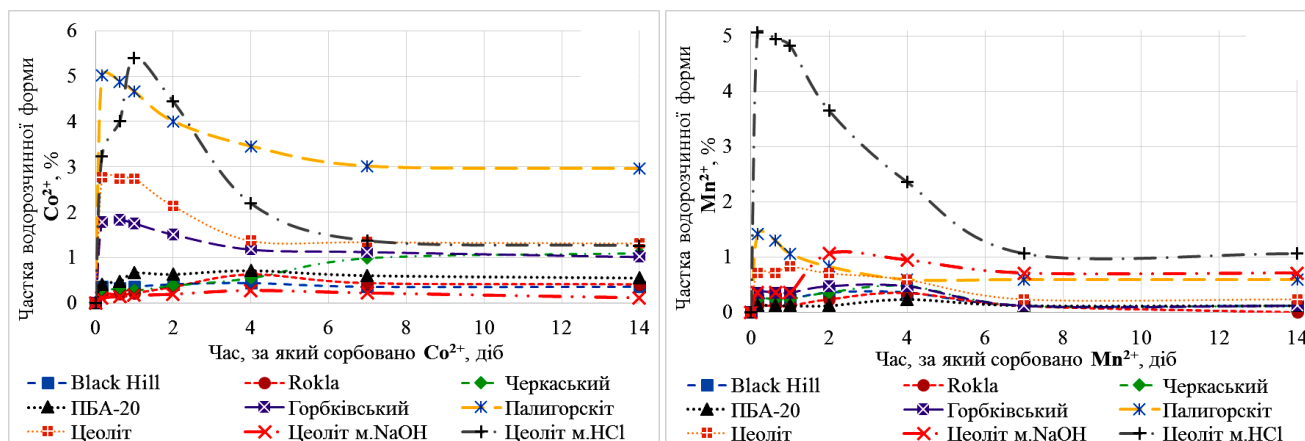 Частка водорозчинної форми
Co²⁺, %
6
5
4
3
2
1
0
0 2 4 6 8 10 12 14
Час, за який сорбовано Co²⁺, діб
Black Hill Rokla Черкаський
ПБА-20 Горбківський Палигорскіт
Цеоліт Цеоліт м.NaOH Цеоліт м.HCl
Частка водорозчинної форми
Mn²⁺, %
5
4
3
2
1
0
0 2 4 6 8 10 12 14
Час, за який сорбовано Mn²⁺, діб
Black Hill Rokla Черкаський
ПБА-20 Горбківський Палигорскіт
Цеоліт Цеоліт м.NaOH Цеоліт м.HCl